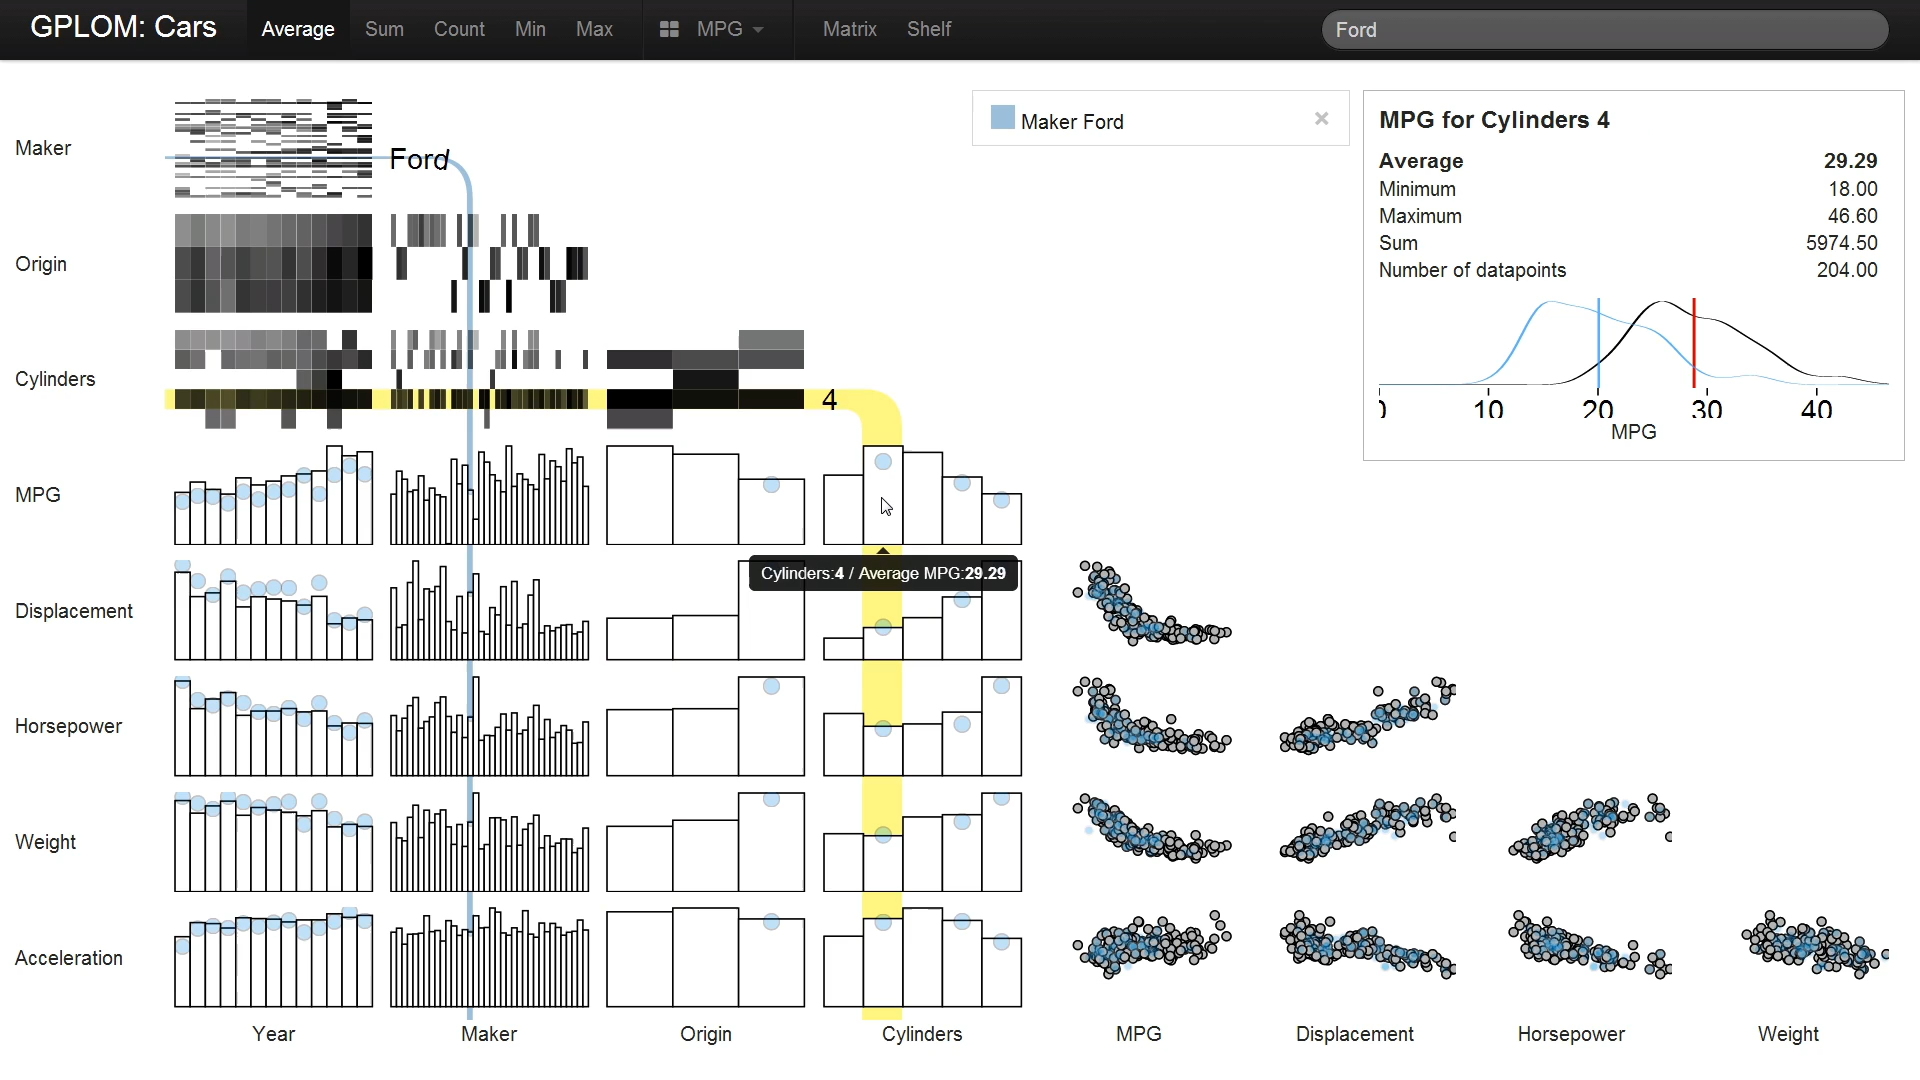 GPLOM: Cars Average Sum Count Min Max MPG Matrix Shelf Ford
Maker Ford
MPG for Cylinders 4
Average 29.29
Minimum 18.00
Maximum 46.60
Sum 5974.50
Number of datapoints 204.00
0 10 20 30 40
MPG
Maker
Ford
Origin
Cylinders
4
MPG
Cylinders:4 / Average MPG:29.29
Displacement
Horsepower
Weight
Acceleration
Year Maker Origin Cylinders MPG Displacement Horsepower Weight